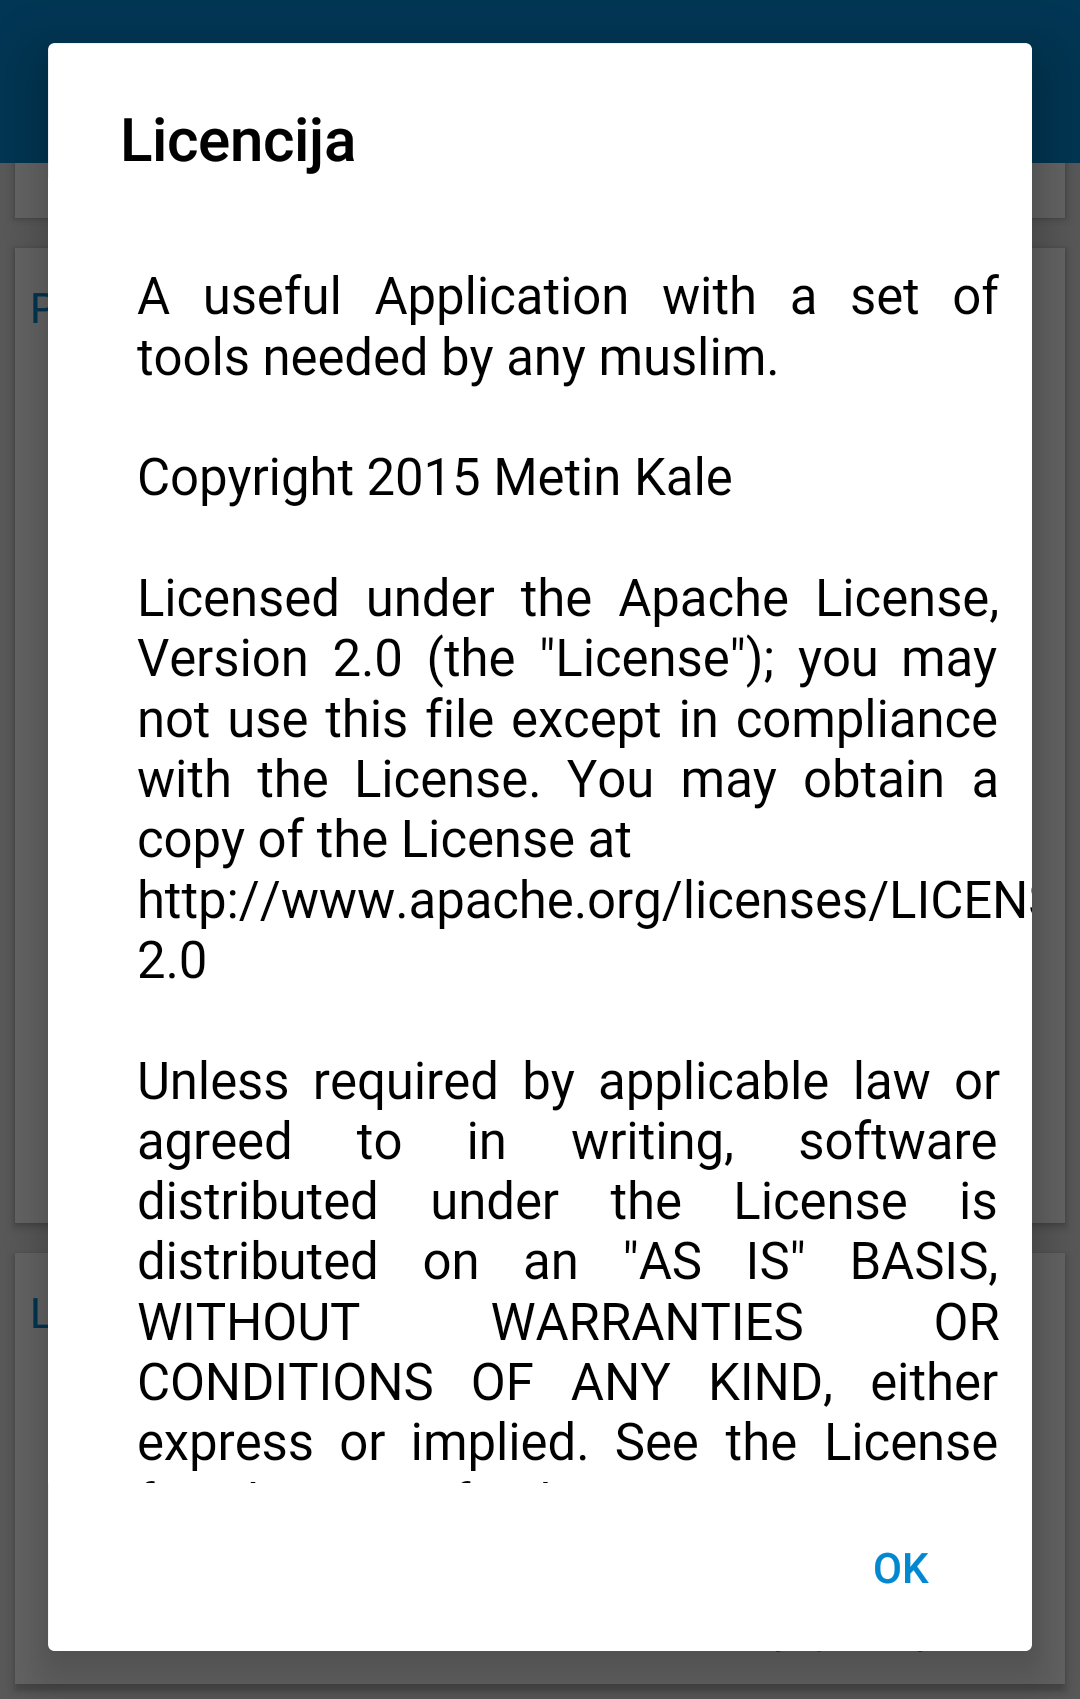 Licencija
A useful Application with a set of
tools needed by any muslim.
Copyright 2015 Metin Kale
Licensed under the Apache License,
Version 2.0 (the "License"); you may
not use this file except in compliance
with the License. You may obtain a
copy of the License at
http://www.apache.org/licenses/LICENS
2.0
Unless required by applicable law or
agreed to in writing, software
distributed under the License is
distributed on an "AS IS" BASIS,
WITHOUT WARRANTIES OR
CONDITIONS OF ANY KIND, either
express or implied. See the License
OK